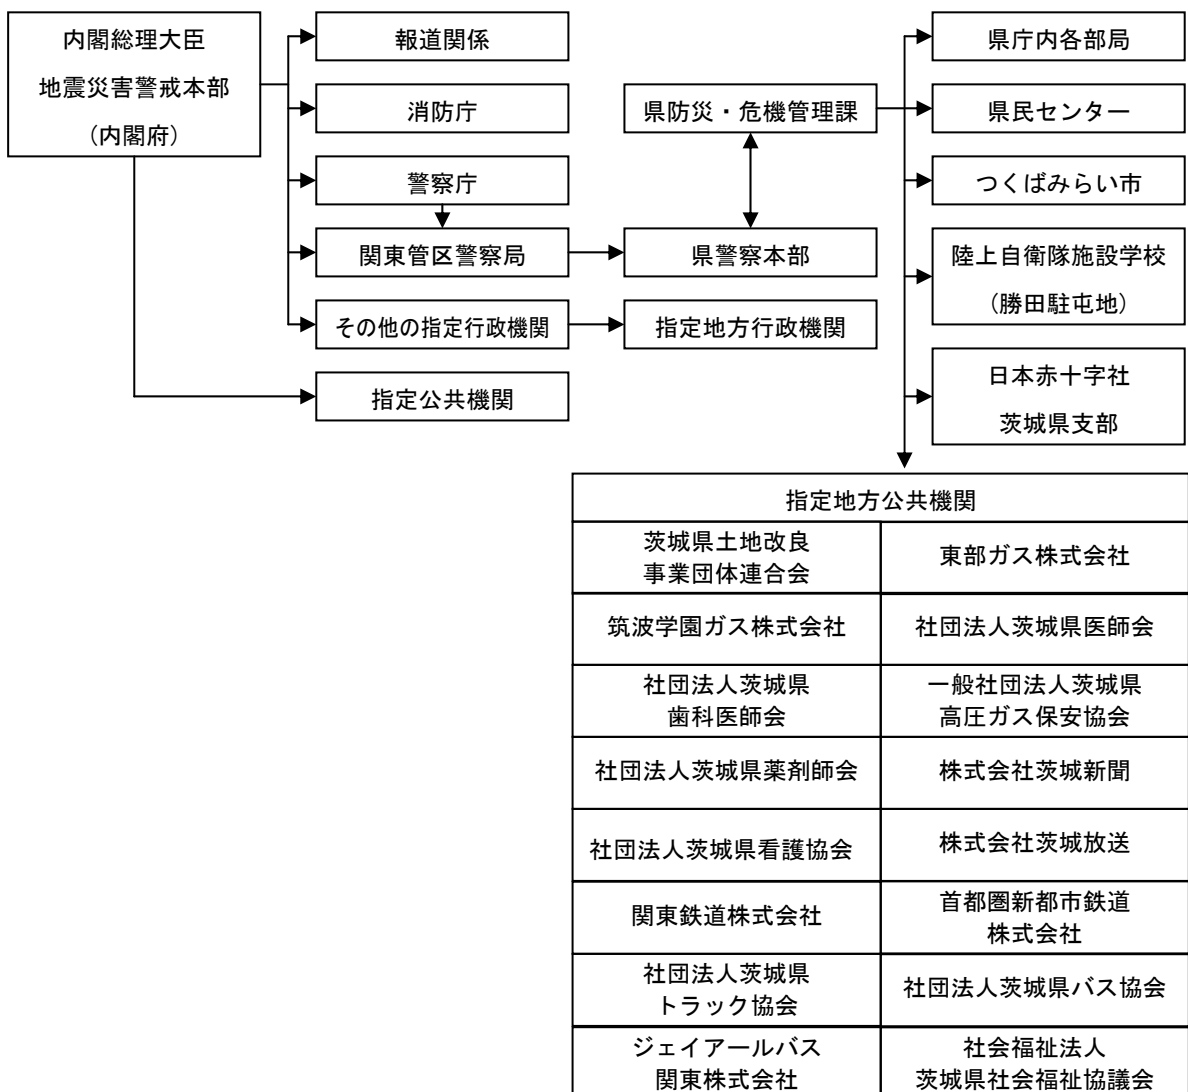 内閣総理大臣
地震災害警戒本部
（内閣府）
報道関係
消防庁
警察庁
関東管区警察局
その他の指定行政機関
指定公共機関
県防災・危機管理課
県警察本部
指定地方行政機関
県庁内各部局
県民センター
つくばみらい市
陸上自衛隊施設学校
（勝田駐屯地）
日本赤十字社
茨城県支部
指定地方公共機関
茨城県土地改良
事業団体連合会
東部ガス株式会社
筑波学園ガス株式会社
社団法人茨城県医師会
社団法人茨城県
歯科医師会
一般社団法人茨城県
高圧ガス保安協会
社団法人茨城県薬剤師会
株式会社茨城新聞
社団法人茨城県看護協会
株式会社茨城放送
関東鉄道株式会社
首都圏新都市鉄道
株式会社
社団法人茨城県
トラック協会
社団法人茨城県バス協会
ジェイアールバス
関東株式会社
社会福祉法人
茨城県社会福祉協議会